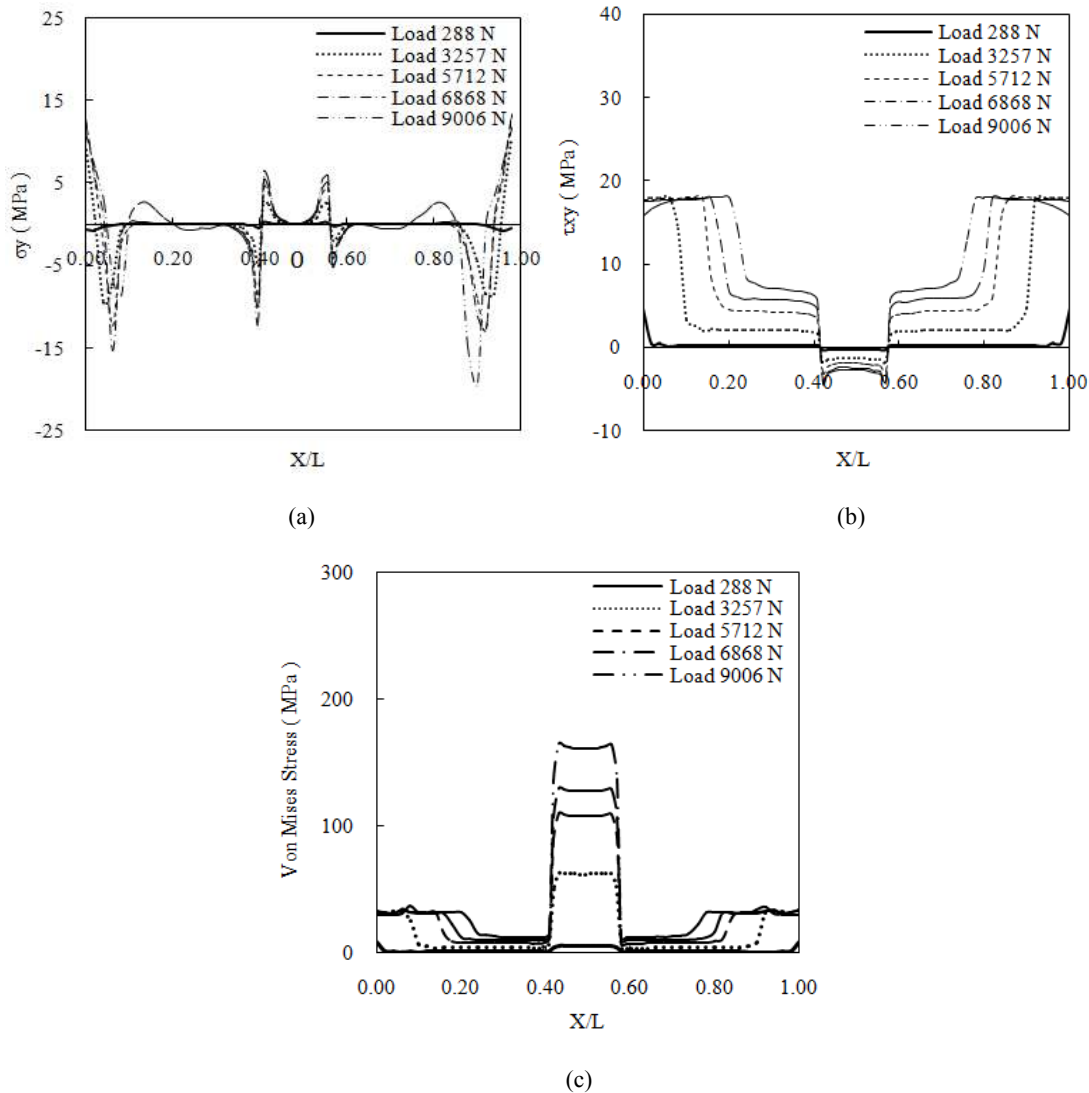 25
15
5
-5
-15
-25
0.00
0.20
0.40
0
0.60
0.80
1.00
σy ( MPa )
X/L
Load 288 N
Load 3257 N
Load 5712 N
Load 6868 N
Load 9006 N
(a)
40
30
20
10
0
-10
0.00
0.20
0.40
0.60
0.80
1.00
τxy ( MPa )
X/L
Load 288 N
Load 3257 N
Load 5712 N
Load 6868 N
Load 9006 N
(b)
300
200
100
0
0.00
0.20
0.40
0.60
0.80
1.00
Von Mises Stress ( MPa )
X/L
Load 288 N
Load 3257 N
Load 5712 N
Load 6868 N
Load 9006 N
(c)